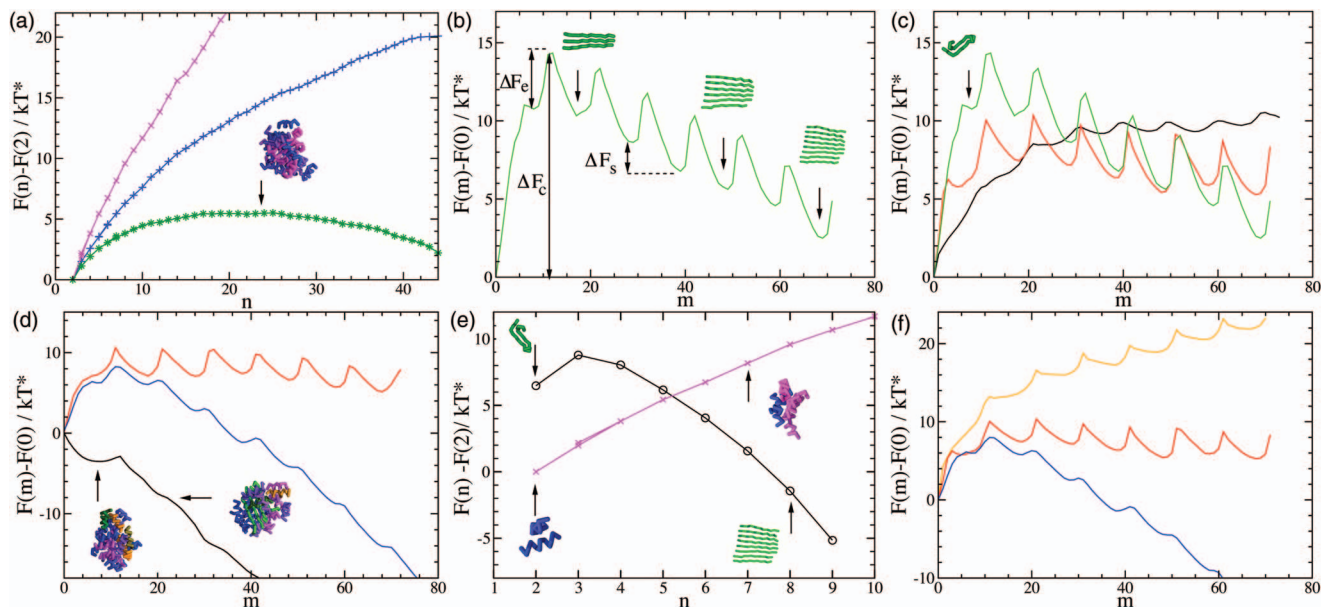 (a)
F(n)-F(2) / kT*
20
15
10
5
0
0 10 20 30 40
n
(b)
F(m)-F(0) / kT*
15
10
5
0
ΔFe
ΔFc
ΔFs
0 20 40 60 80
m
(c)
F(m)-F(0) / kT*
15
10
5
0
0 20 40 60 80
m
(d)
F(m)-F(0) / kT*
10
0
-10
0 20 40 60 80
m
(e)
F(n) -F(2)/ kT*
10
5
0
-5
1 2 3 4 5 6 7 8 9 10
n
(f)
F(m)-F(0) / kT*
20
10
0
-10
0 20 40 60 80
m